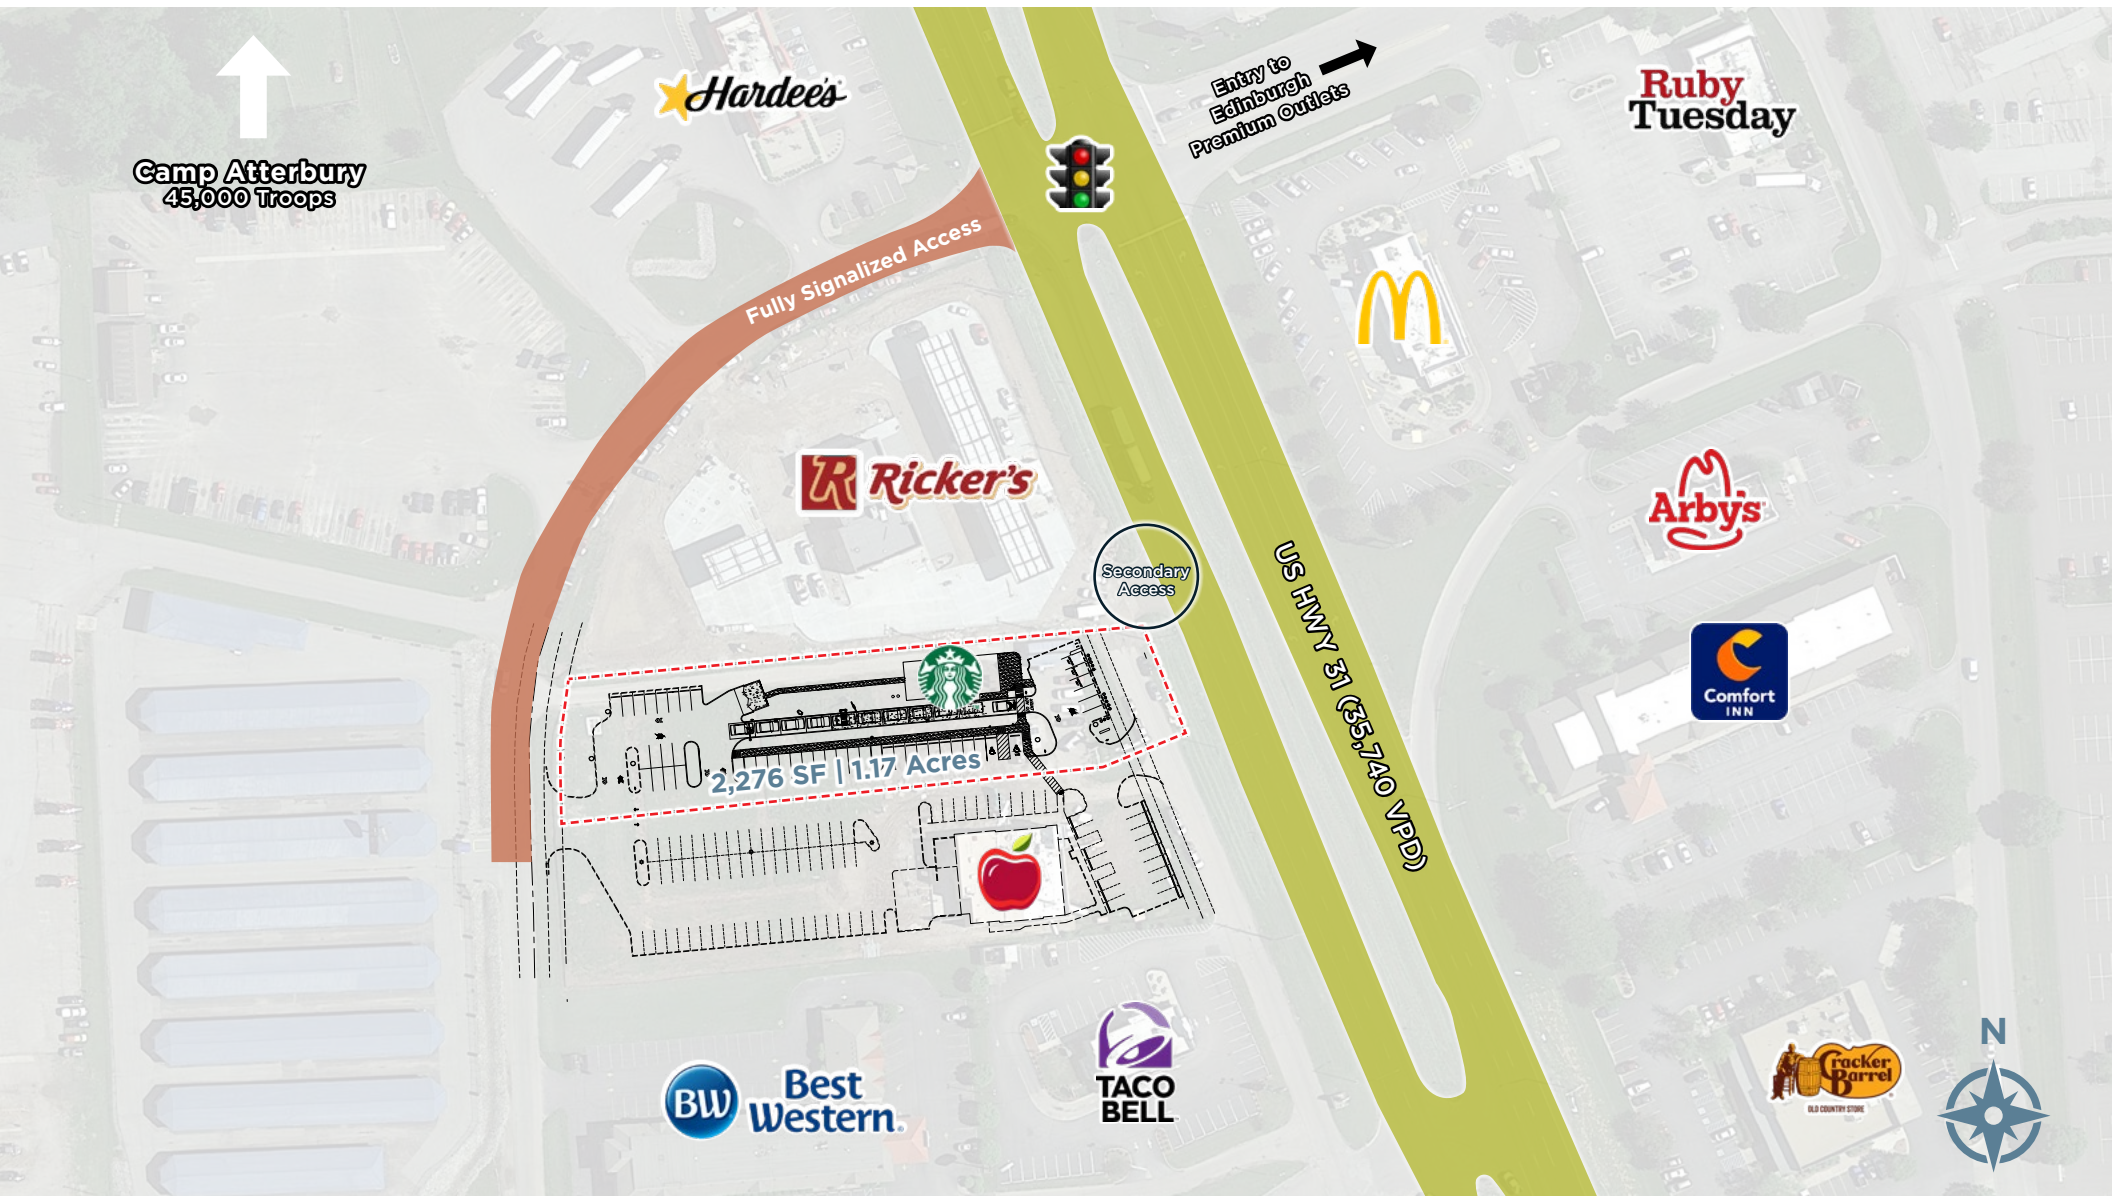 Hardee's
Entry to
Edinburgh
Premium Outlets
Ruby
Tuesday
Camp Atterbury
45,000 Troops
Fully Signalized Access
R Ricker's
Arby's
Secondary
Access
US HWY 31 (35,740 VPD)
Comfort
INN
2,276 SF | 1.17 Acres
BW Best
Western
TACO
BELL
Cracker
Barrel
OLD COUNTRY STORE
N